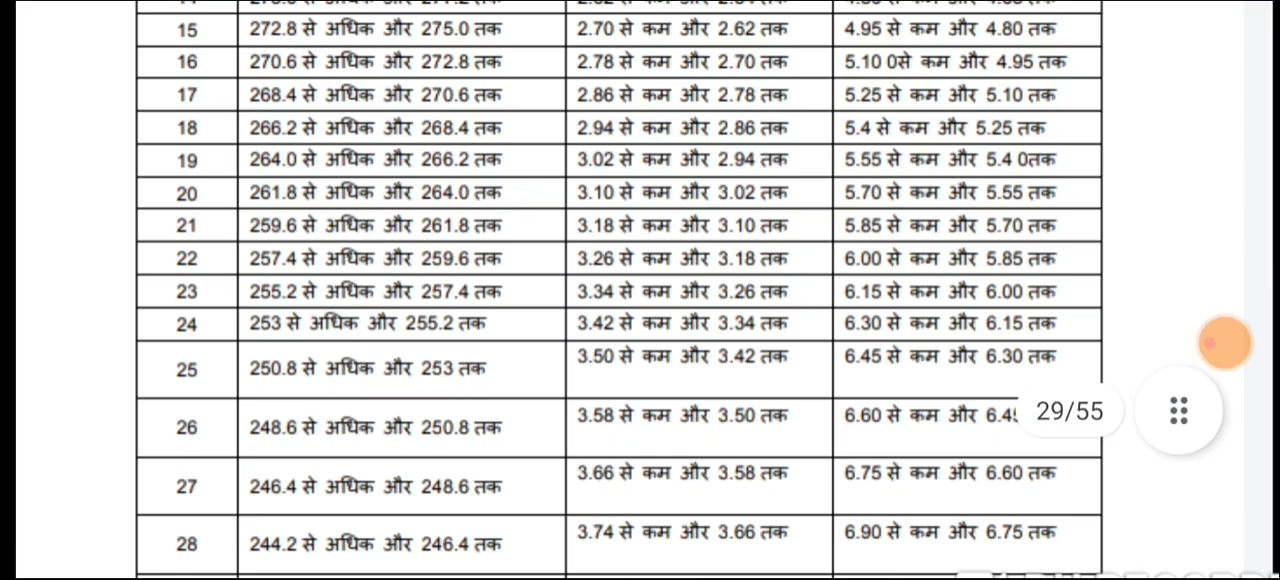 15 272.8 से अधिक और 275.0 तक 2.70 से कम और 2.62 तक 4.95 से कम और 4.80 तक
16 270.6 से अधिक और 272.8 तक 2.78 से कम और 2.70 तक 5.10 0से कम और 4.95 तक
17 268.4 से अधिक और 270.6 तक 2.86 से कम और 2.78 तक 5.25 से कम और 5.10 तक
18 266.2 से अधिक और 268.4 तक 2.94 से कम और 2.86 तक 5.4 से कम और 5.25 तक
19 264.0 से अधिक और 266.2 तक 3.02 से कम और 2.94 तक 5.55 से कम और 5.4 0तक
20 261.8 से अधिक और 264.0 तक 3.10 से कम और 3.02 तक 5.70 से कम और 5.55 तक
21 259.6 से अधिक और 261.8 तक 3.18 से कम और 3.10 तक 5.85 से कम और 5.70 तक
22 257.4 से अधिक और 259.6 तक 3.26 से कम और 3.18 तक 6.00 से कम और 5.85 तक
23 255.2 से अधिक और 257.4 तक 3.34 से कम और 3.26 तक 6.15 से कम और 6.00 तक
24 253 से अधिक और 255.2 तक 3.42 से कम और 3.34 तक 6.30 से कम और 6.15 तक
25 250.8 से अधिक और 253 तक 3.50 से कम और 3.42 तक 6.45 से कम और 6.30 तक
26 248.6 से अधिक और 250.8 तक 3.58 से कम और 3.50 तक 6.60 से कम और 6.45
29/55
27 246.4 से अधिक और 248.6 तक 3.66 से कम और 3.58 तक 6.75 से कम और 6.60 तक
28 244.2 से अधिक और 246.4 तक 3.74 से कम और 3.66 तक 6.90 से कम और 6.75 तक